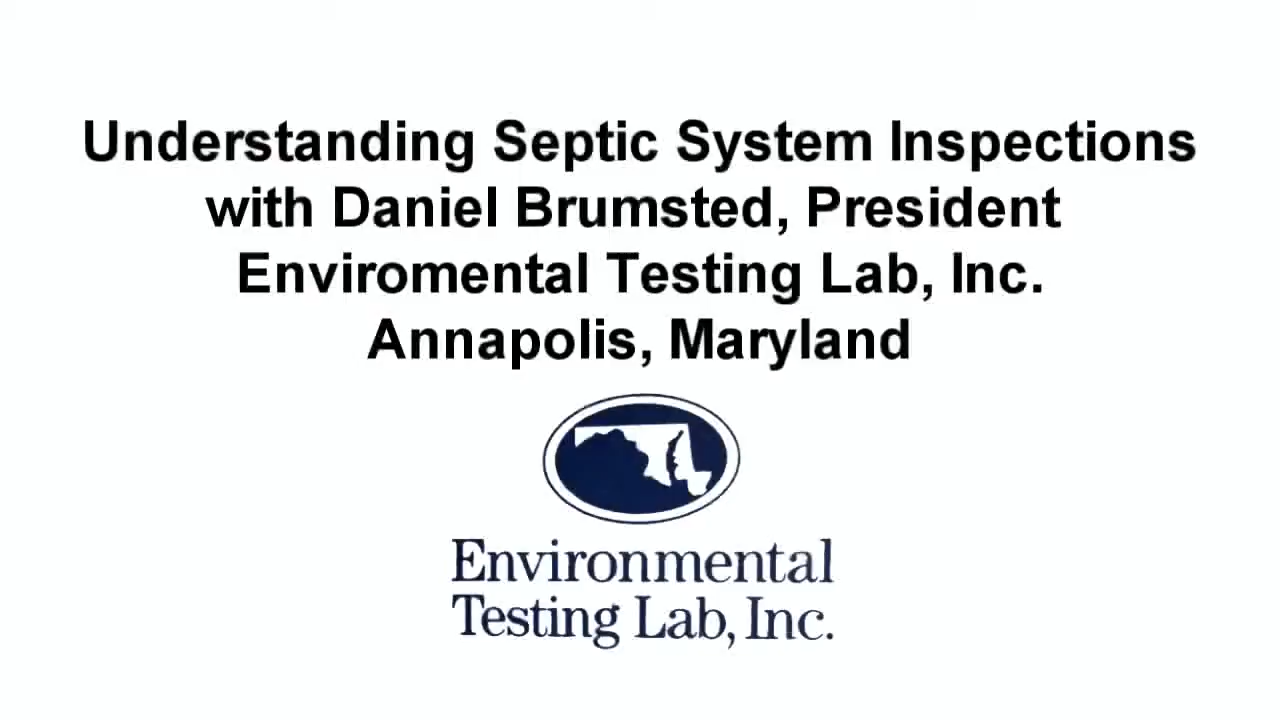 Understanding Septic System Inspections
with Daniel Brumsted, President
Enviromental Testing Lab, Inc.
Annapolis, Maryland
Environmental
Testing Lab, Inc.